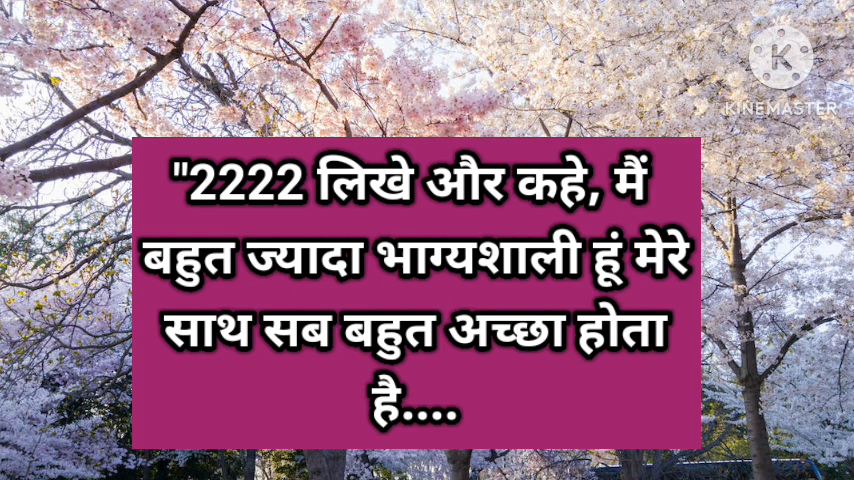 K
KINEMASTER
"2222 लिखे और कहे, मैं
बहुत ज्यादा भाग्यशाली हूं मेरे
साथ सब बहुत अच्छा होता
है....